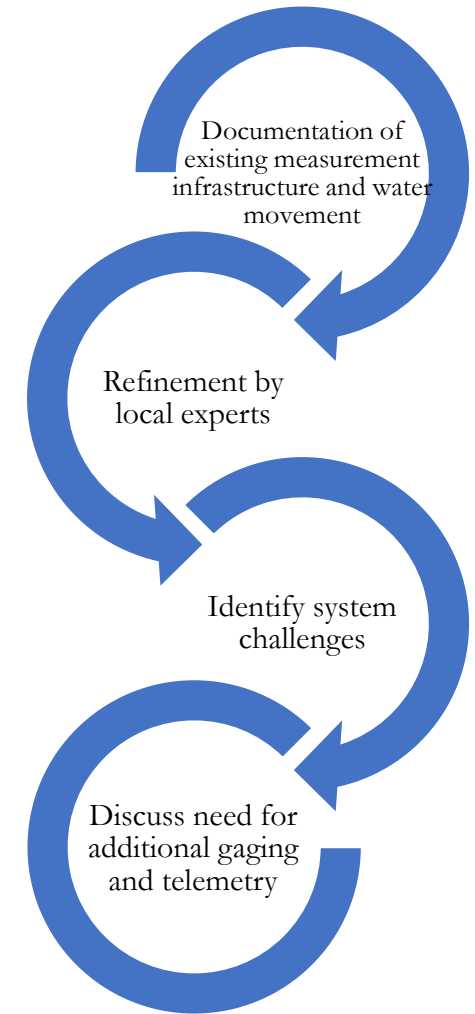 Documentation of
existing measurement
infrastructure and water
movement
Refinement by
local experts
Identify system
challenges
Discuss need for
additional gaging
and telemetry